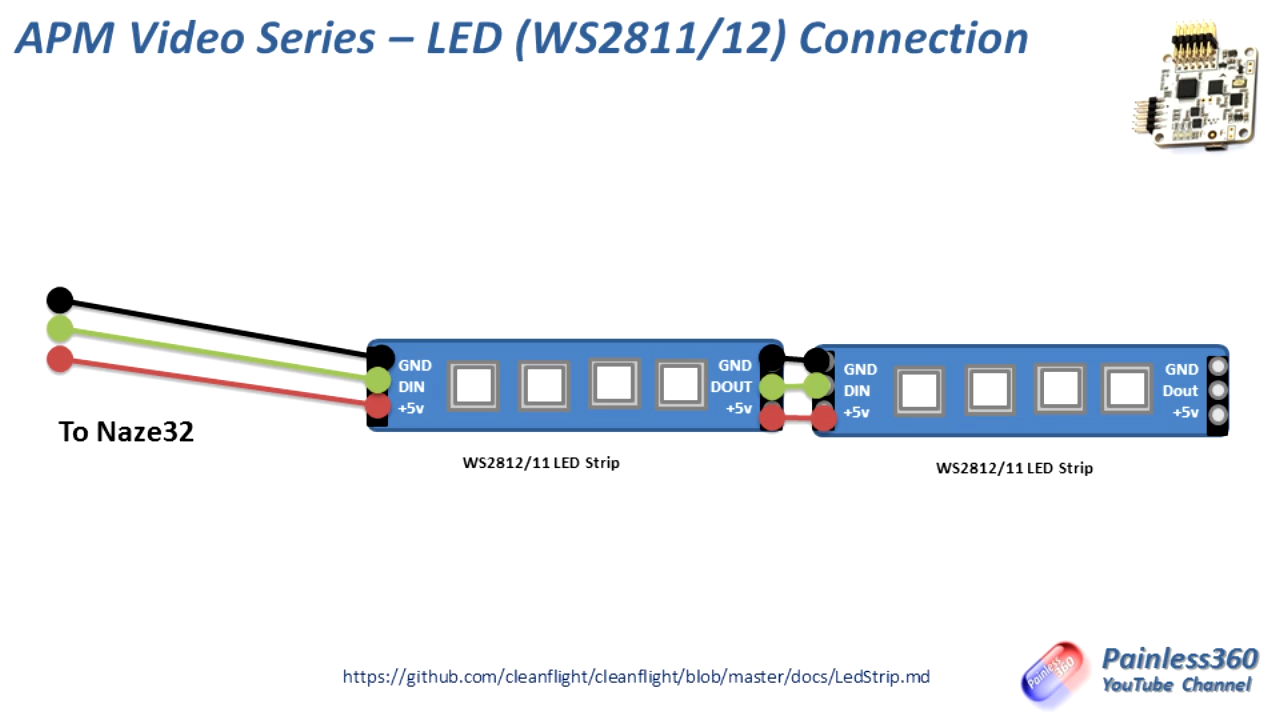 APM Video Series – LED (WS2811/12) Connection
GND
DIN
+5v
GND
DOUT
+5v
GND
DIN
+5v
GND
Dout
+5v
To Naze32
WS2812/11 LED Strip
WS2812/11 LED Strip
https://github.com/cleanflight/cleanflight/blob/master/docs/LedStrip.md
Painless
360
Painless360
YouTube Channel